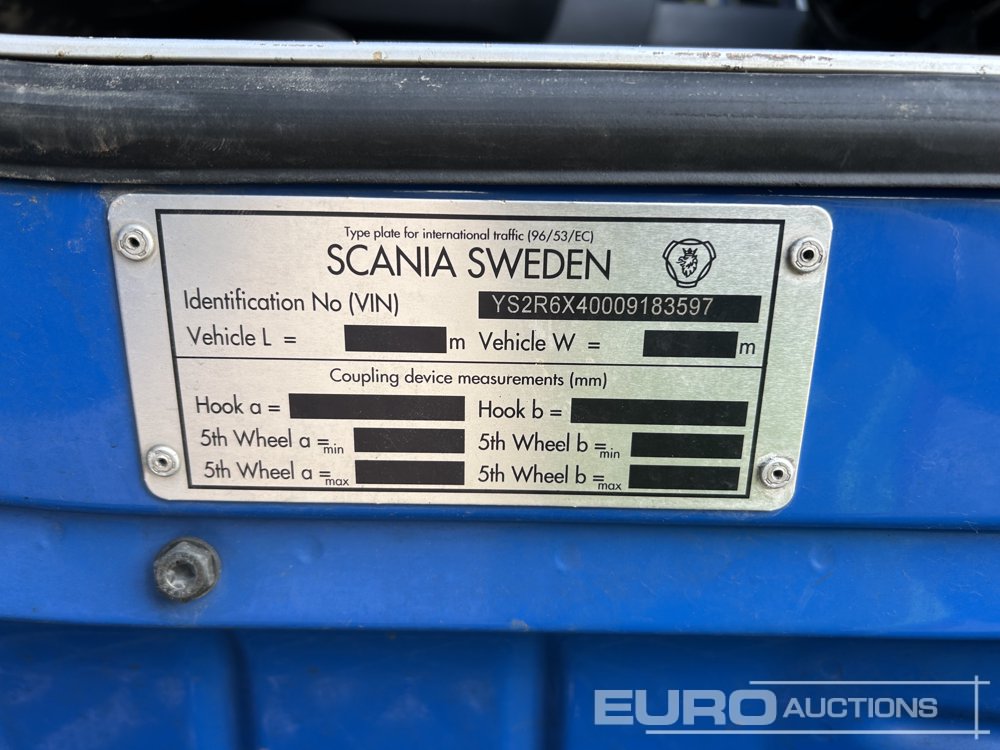 Type plate for international traffic (96/53/EC)
SCANIA SWEDEN
Identification No (VIN) YS2R6X40009183597
Vehicle L = m Vehicle W = m
Coupling device measurements (mm)
Hook a = Hook b =
5th Wheel a =min 5th Wheel b =min
5th Wheel a =max 5th Wheel b =max
EURO AUCTIONS